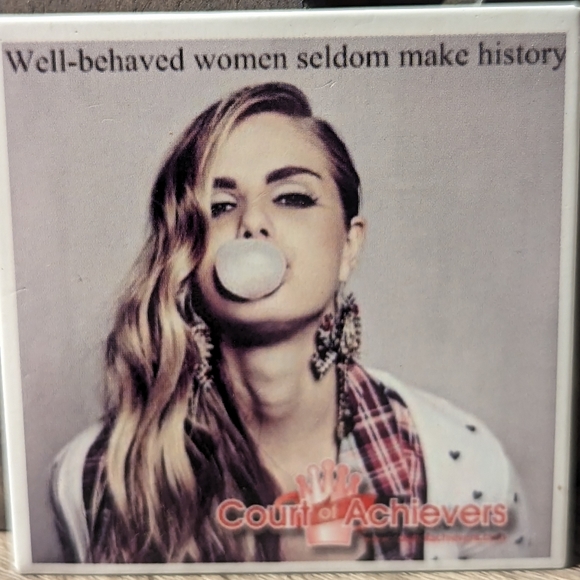 Well-behaved women seldom make history
Court of Achievers